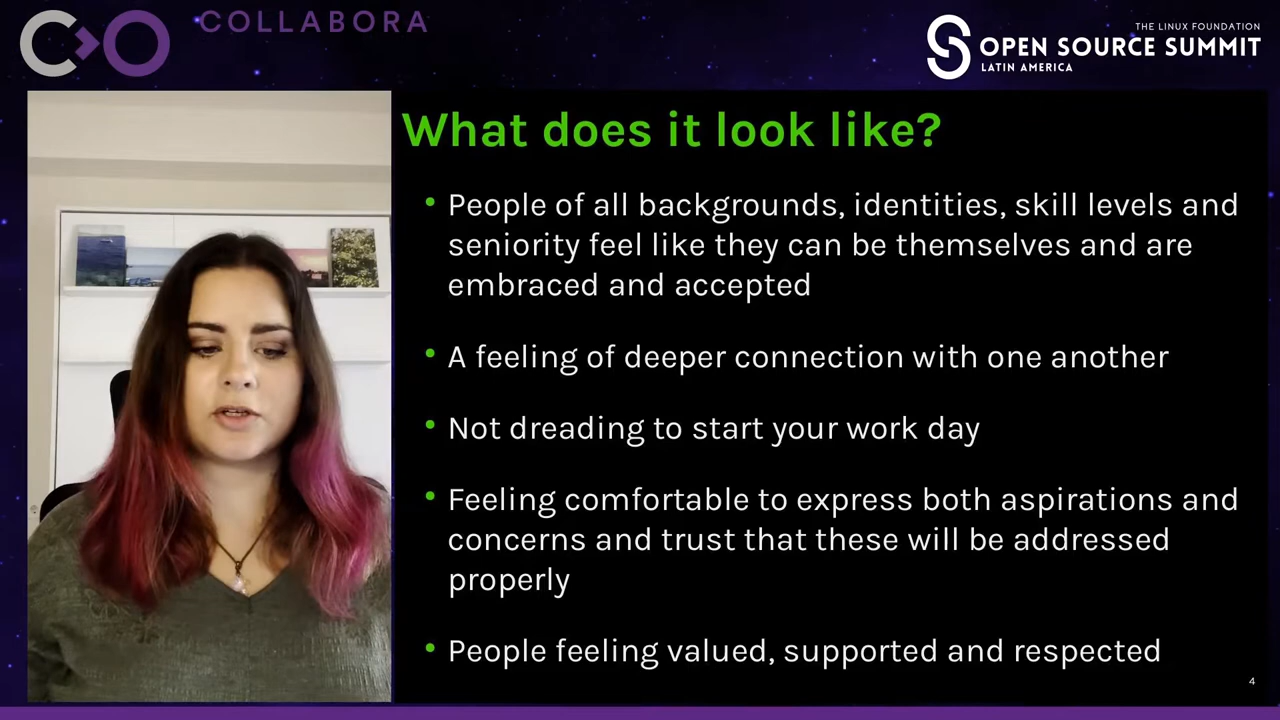 COLLABORA
THE LINUX FOUNDATION
OPEN SOURCE SUMMIT
LATIN AMERICA
What does it look like?
• People of all backgrounds, identities, skill levels and
seniority feel like they can be themselves and are
embraced and accepted
• A feeling of deeper connection with one another
• Not dreading to start your work day
• Feeling comfortable to express both aspirations and
concerns and trust that these will be addressed
properly
• People feeling valued, supported and respected
4